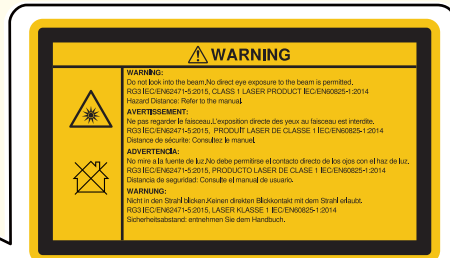 WARNING
WARNING:
Do not look into the beam,No direct eye exposure to the beam is permitted.
RG3 IEC/EN62471-5:2015, CLASS 1 LASER PRODUCT IEC/EN60825-1:2014
Hazard Distance: Refer to the manual.
AVERTISSEMENT:
Ne pas regarder le faisceau,L'exposition directe des yeux au faisceau est interdite.
RG3 IEC/EN62471-5:2015, PRODUIT LASER DE CLASSE 1 IEC/EN60825-1:2014
Distance de sécurite: Consultez le manuel.
ADVERTENCIA:
No mire a la fuente de luz,No debe permitirse el contacto directo de los ojos con el haz de luz.
RG3 IEC/EN62471-5:2015, PRODUCTO LASER DE CLASE 1 IEC/EN60825-1:2014
Distancia de seguridad: Consulte el manual de usuario.
WARNUNG:
Nicht in den Strahl blicken,Keinen direkten Blickkontakt mit dem Strahl erlaubt.
RG3 IEC/EN62471-5:2015, LASER KLASSE 1 IEC/EN60825-1:2014
Sicherheitsabstand: entnehmen Sie dem Handbuch.